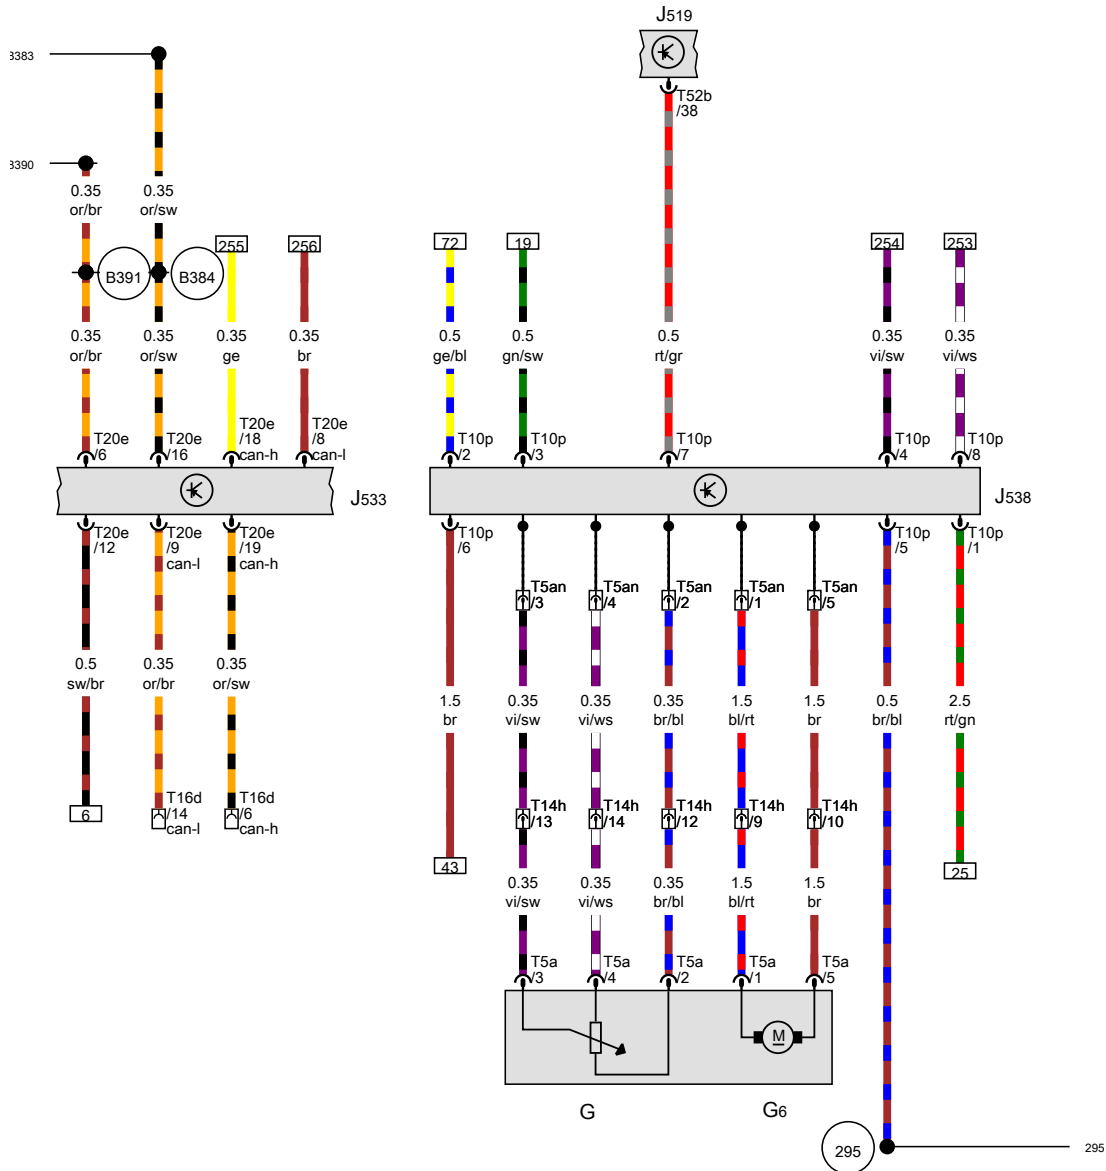 J519
T52b
/38
B383
B390
0.35
or/br
0.35
or/sw
B391
B384
255
256
72
19
254
253
0.35
or/br
0.35
or/sw
0.35
ge
0.35
br
0.5
ge/bl
0.5
gn/sw
0.5
rt/gr
0.35
vi/sw
0.35
vi/ws
T20e
/6
T20e
/16
T20e
/18
can-h
T20e
/8
can-l
T10p
/2
T10p
/3
T10p
/7
T10p
/4
T10p
/8
J533
J538
T20e
/12
T20e
/9
can-l
T20e
/19
can-h
T10p
/6
T10p
/5
T10p
/1
T5an
/3
T5an
/4
T5an
/2
T5an
/1
T5an
/5
0.5
sw/br
0.35
or/br
0.35
or/sw
1.5
br
0.35
vi/sw
0.35
vi/ws
0.35
br/bl
1.5
bl/rt
1.5
br
0.5
br/bl
2.5
rt/gn
6
T16d
/14
can-l
T16d
/6
can-h
T14h
/13
T14h
/14
T14h
/12
T14h
/9
T14h
/10
43
25
0.35
vi/sw
0.35
vi/ws
0.35
br/bl
1.5
bl/rt
1.5
br
T5a
/3
T5a
/4
T5a
/2
T5a
/1
T5a
/5
M
G
G6
295
295